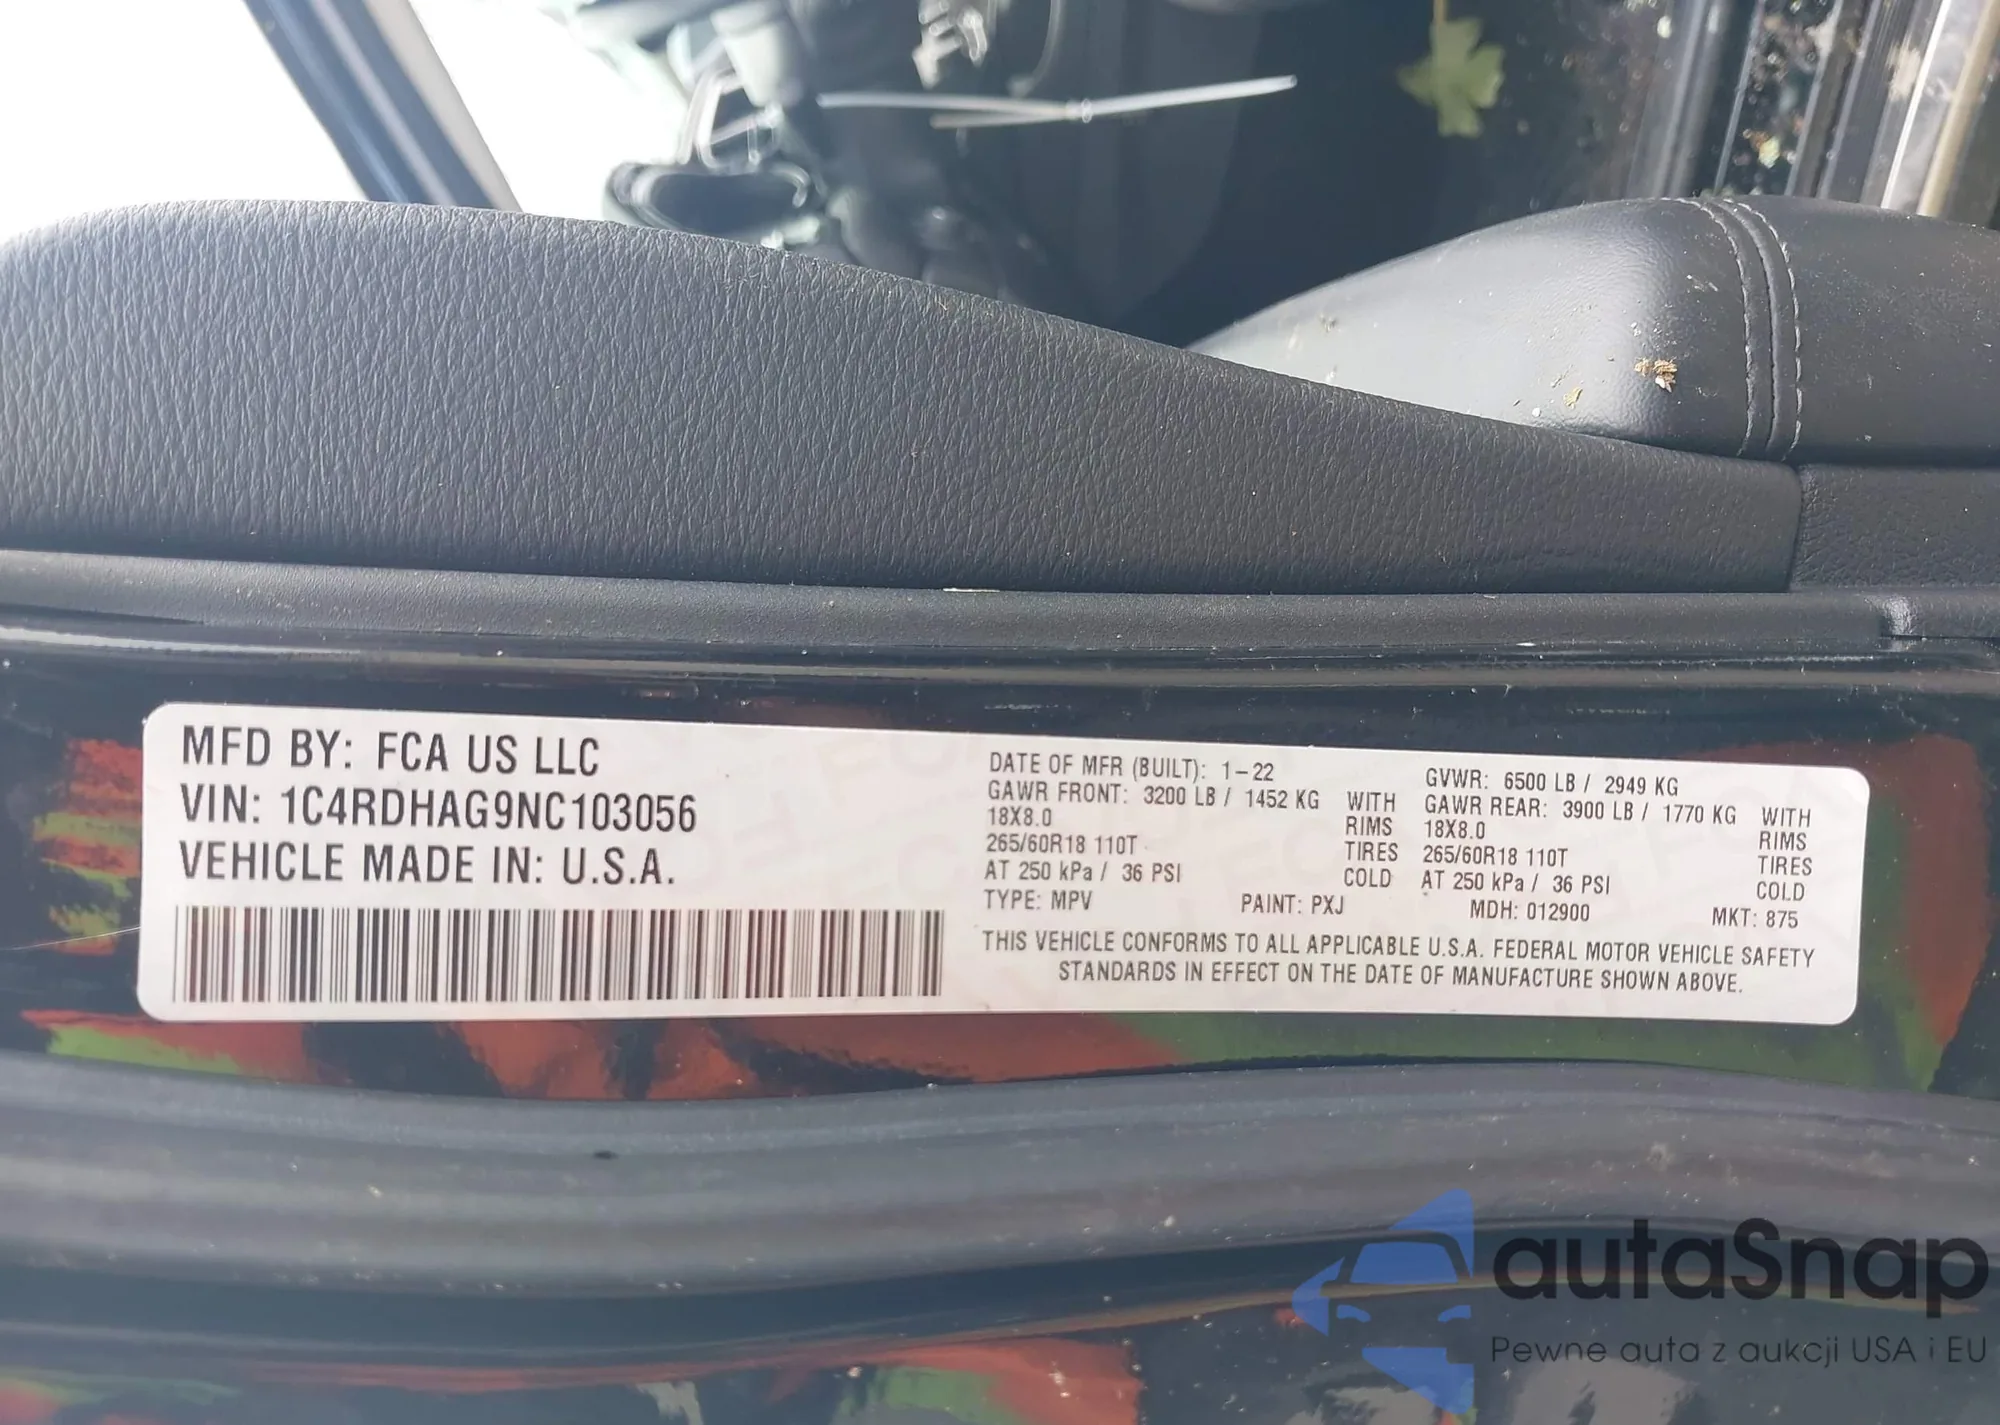 MFD BY: FCA US LLC
VIN: 1C4RDHAG9NC103056
VEHICLE MADE IN: U.S.A.
DATE OF MFR (BUILT): 1-22
GVWR: 6500 LB / 2949 KG
GAWR FRONT: 3200 LB / 1452 KG WITH
18X8.0 RIMS
265/60R18 110T TIRES
AT 250 kPa / 36 PSI COLD
GAWR REAR: 3900 LB / 1770 KG WITH
18X8.0 RIMS
265/60R18 110T TIRES
AT 250 kPa / 36 PSI COLD
TYPE: MPV PAINT: PXJ MDH: 012900 MKT: 875
THIS VEHICLE CONFORMS TO ALL APPLICABLE U.S.A. FEDERAL MOTOR VEHICLE SAFETY
STANDARDS IN EFFECT ON THE DATE OF MANUFACTURE SHOWN ABOVE.
autaSnap
Pewne auta z aukcji USA i EU